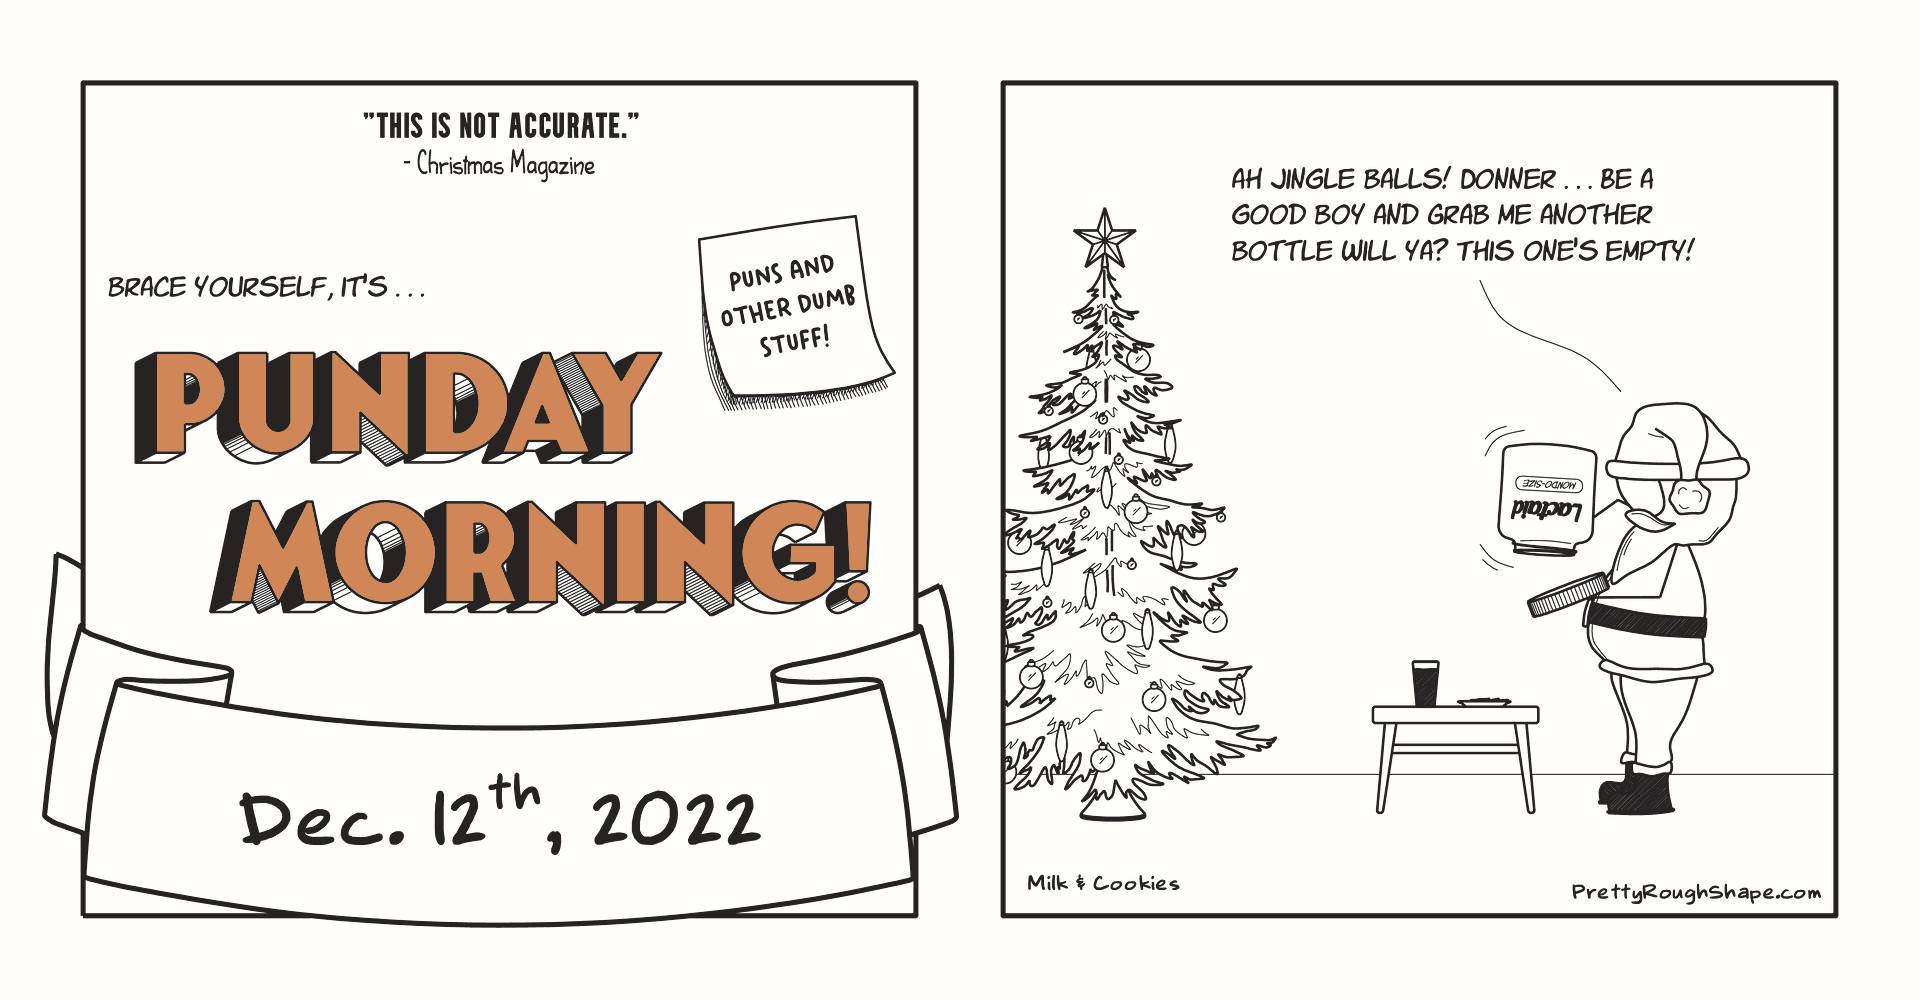 "THIS IS NOT ACCURATE."
- Christmas Magazine
BRACE YOURSELF, IT'S . . .
PUNS AND
OTHER DUMB
STUFF!
PUNDAY
MORNING!
Dec. 12th, 2022
AH JINGLE BALLS! DONNER . . . BE A
GOOD BOY AND GRAB ME ANOTHER
BOTTLE WILL YA? THIS ONE'S EMPTY!
Lactaid
MONDO-SIZE
Milk & Cookies
PrettyRoughShape.com